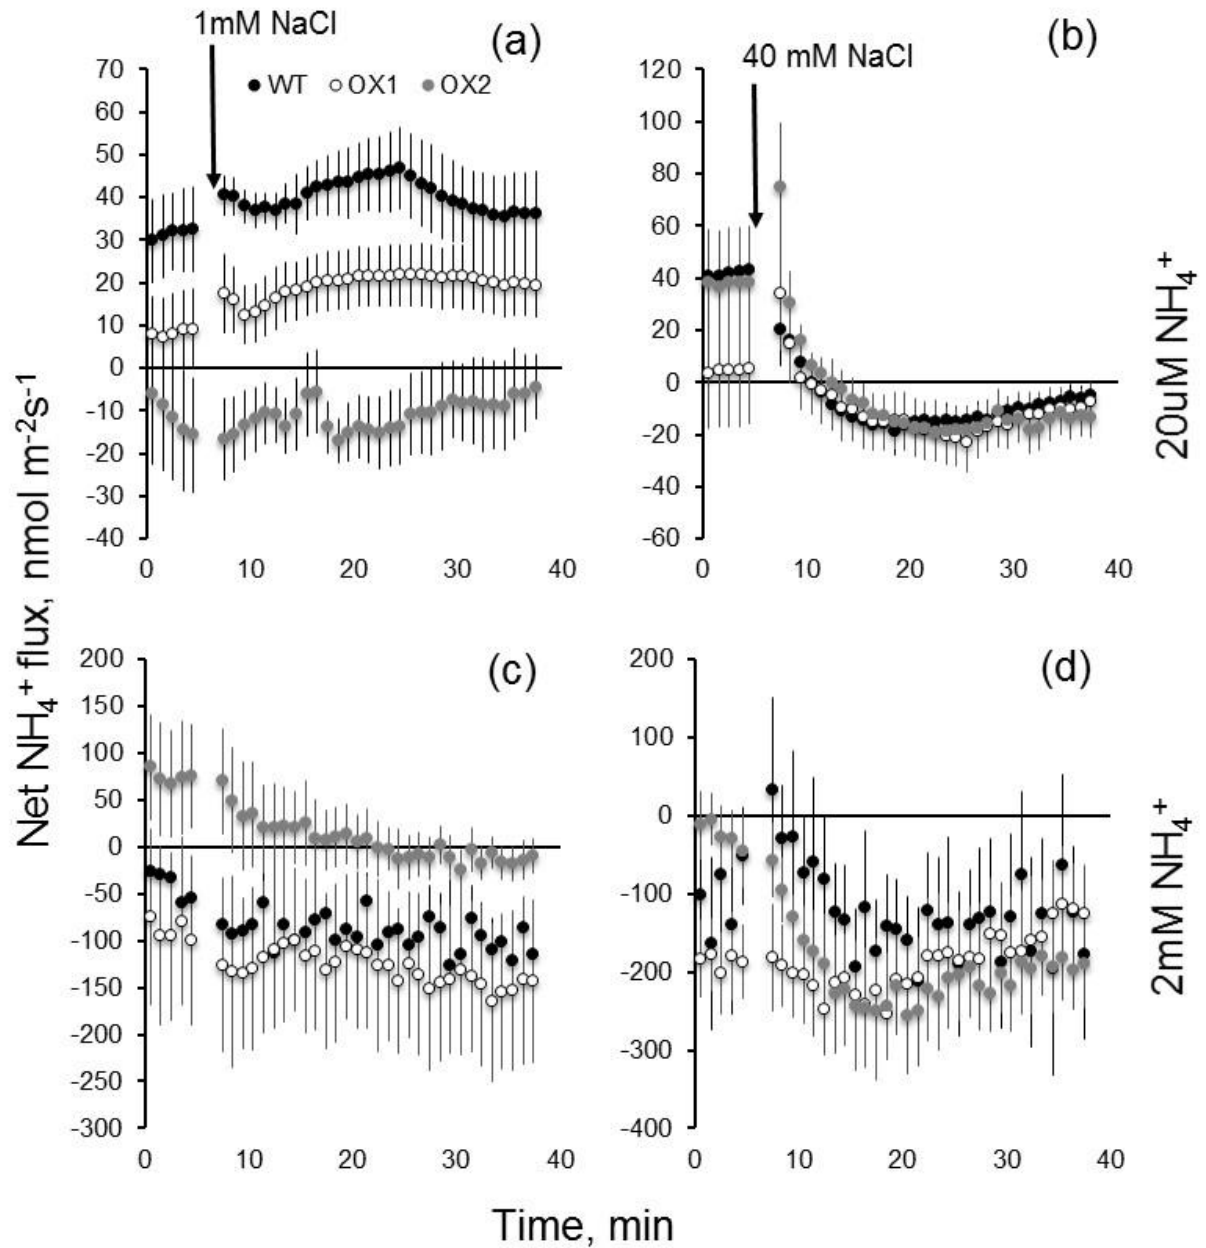 1mM NaCl
(a)
WT OX1 OX2
70
60
50
40
30
20
10
0
-10
-20
-30
-40
0 10 20 30 40
40 mM NaCl
(b)
120
100
80
60
40
20
0
-20
-40
-60
0 10 20 30 40
20uM NH₄⁺
Net NH₄⁺ flux, nmol m⁻²s⁻¹
(c)
200
150
100
50
0
-50
-100
-150
-200
-250
-300
0 10 20 30 40
(d)
200
100
0
-100
-200
-300
-400
0 10 20 30 40
2mM NH₄⁺
Time, min